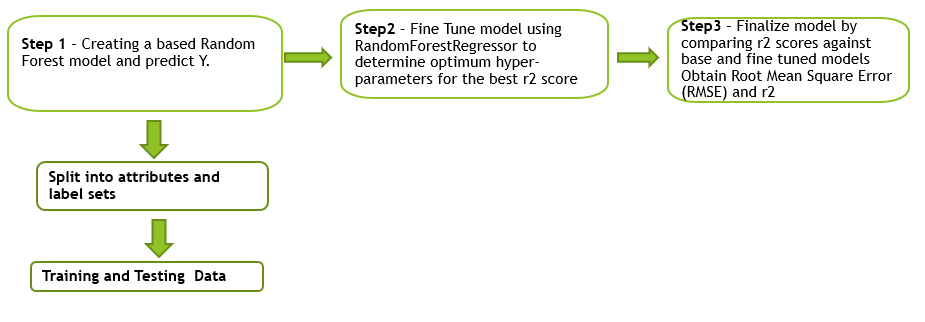 Step 1 - Creating a based Random
Forest model and predict Y.
Step2 - Fine Tune model using
RandomForestRegressor to
determine optimum hyper-
parameters for the best r2 score
Step3 - Finalize model by
comparing r2 scores against
base and fine tuned models
Obtain Root Mean Square Error
(RMSE) and r2
Split into attributes and
label sets
Training and Testing Data